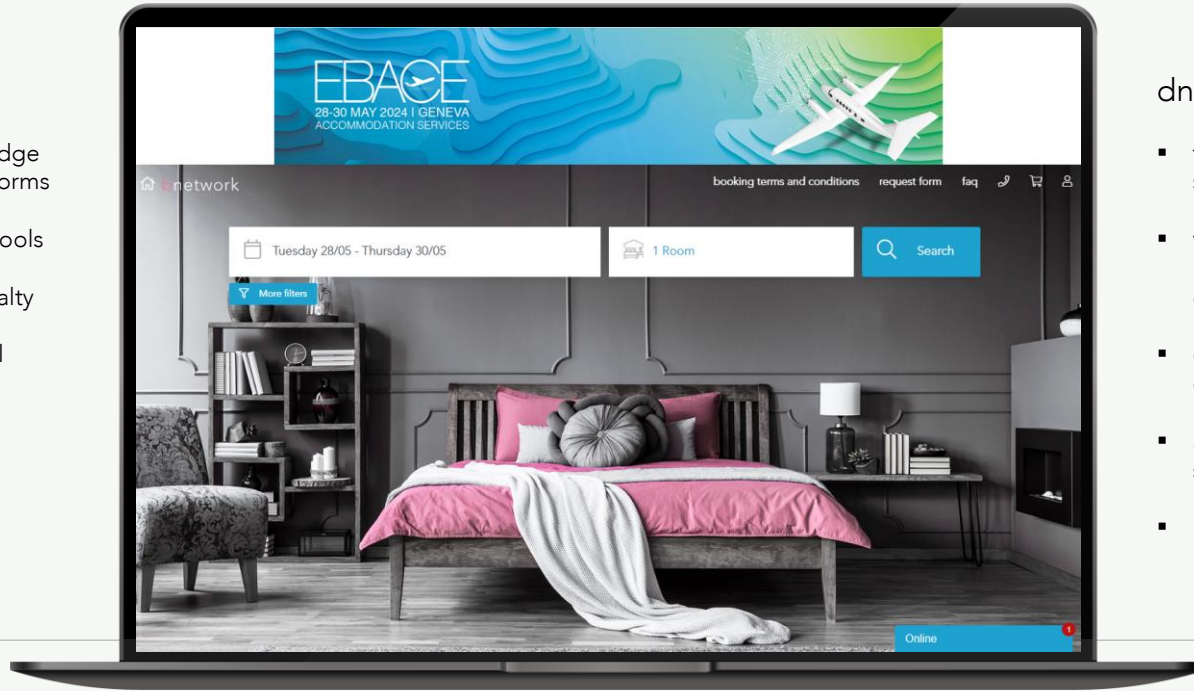 EBACE
28-30 MAY 2024 | GENEVA
ACCOMMODATION SERVICES
bnetwork
booking terms and conditions request form faq
Tuesday 28/05 - Thursday 30/05
1 Room
Search
More filters
Online
1
dge
orms
ools
alty
l
dn